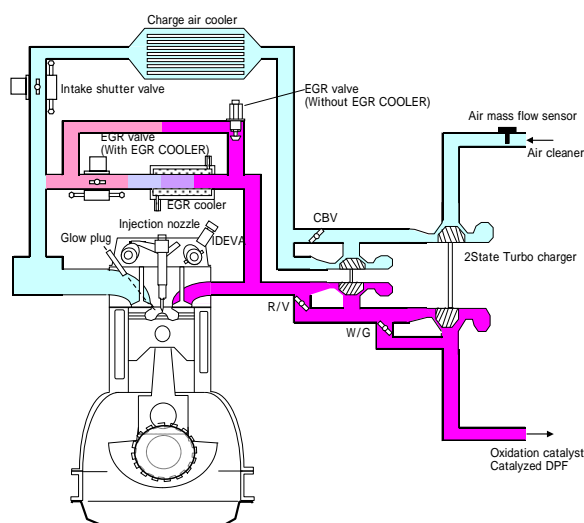 Charge air cooler
Intake shutter valve
EGR valve
(Without EGR COOLER)
Air mass flow sensor
Air cleaner
EGR valve
(With EGR COOLER)
EGR cooler
Injection nozzle
IDEVA
Glow plug
CBV
2State Turbo charger
R/V
W/G
Oxidation catalyst
Catalyzed DPF